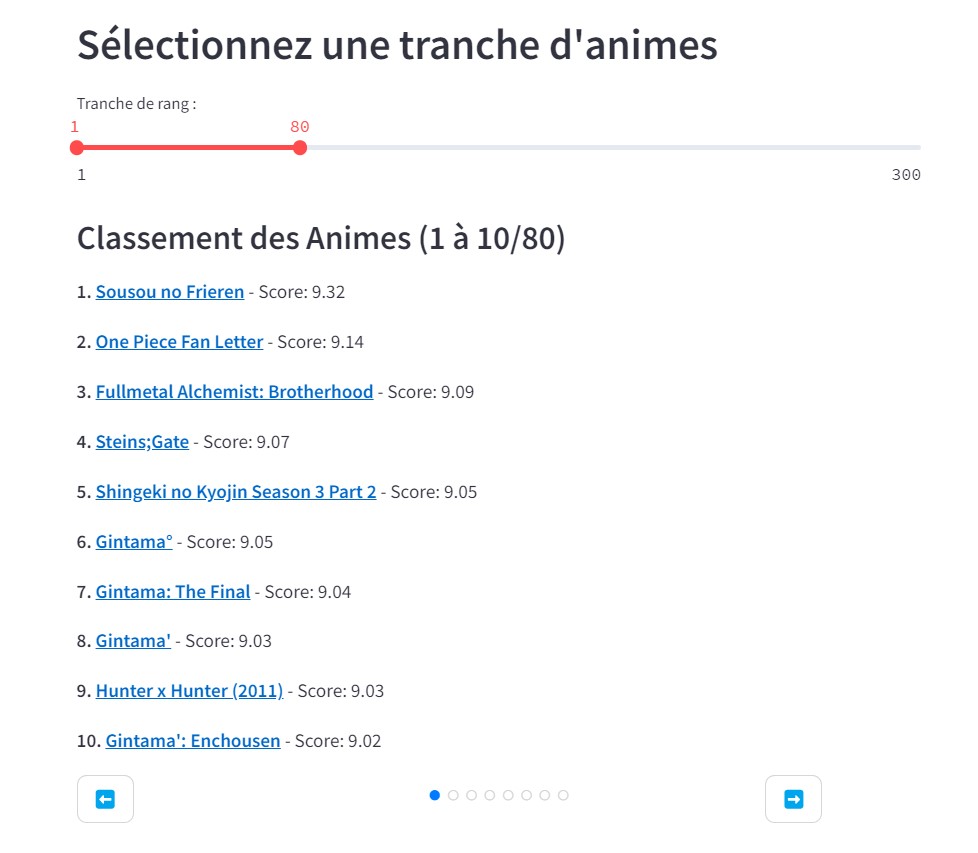 Sélectionnez une tranche d'animes
Tranche de rang :
1 80
1 300
Classement des Animes (1 à 10/80)
1. Sousou no Frieren - Score: 9.32
2. One Piece Fan Letter - Score: 9.14
3. Fullmetal Alchemist: Brotherhood - Score: 9.09
4. Steins;Gate - Score: 9.07
5. Shingeki no Kyojin Season 3 Part 2 - Score: 9.05
6. Gintama° - Score: 9.05
7. Gintama: The Final - Score: 9.04
8. Gintama' - Score: 9.03
9. Hunter x Hunter (2011) - Score: 9.03
10. Gintama': Enchousen - Score: 9.02